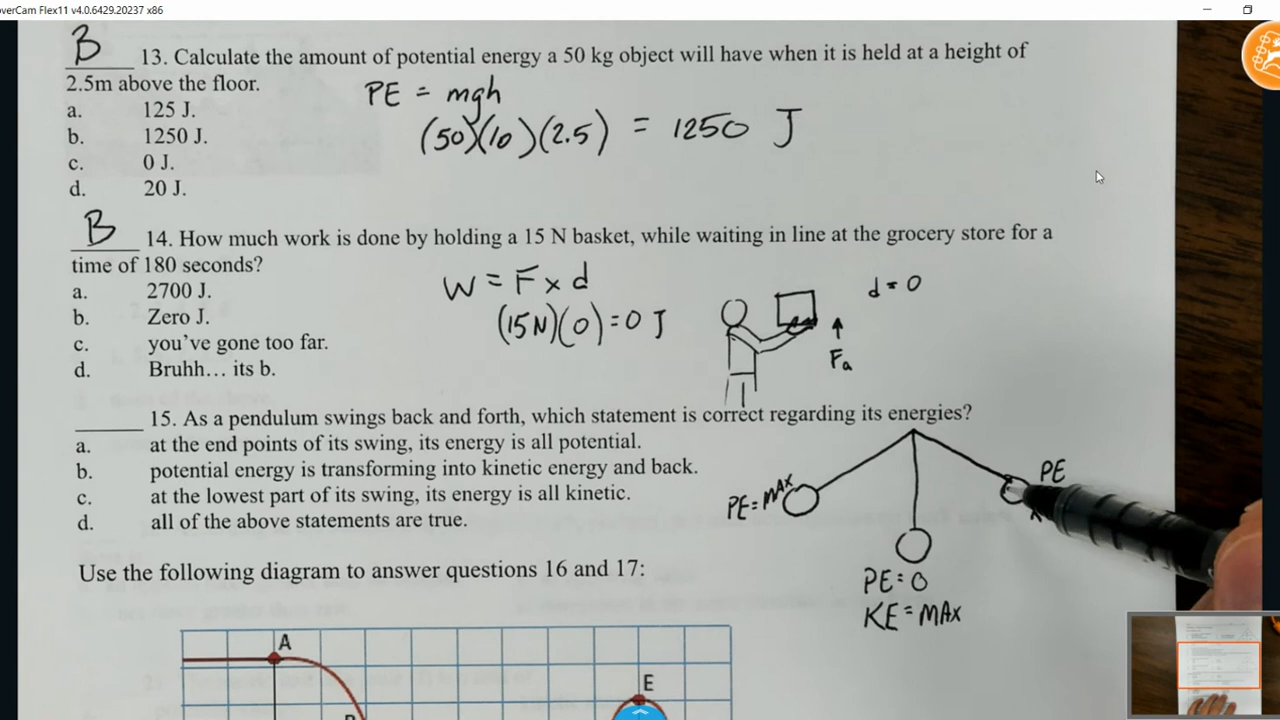 overCam Flex11 v4.0.6429.20237 x86
B 13. Calculate the amount of potential energy a 50 kg object will have when it is held at a height of
2.5m above the floor.
PE = mgh
a. 125 J.
(50)(10)(2.5) = 1250 J
b. 1250 J.
c. 0 J.
d. 20 J.
B 14. How much work is done by holding a 15 N basket, while waiting in line at the grocery store for a
time of 180 seconds?
W = F x d
d = 0
a. 2700 J.
b. Zero J.
(15N)(0)=0 J
c. you've gone too far.
Fa
d. Bruhh… its b.
______ 15. As a pendulum swings back and forth, which statement is correct regarding its energies?
a. at the end points of its swing, its energy is all potential.
b. potential energy is transforming into kinetic energy and back.
PE
c. at the lowest part of its swing, its energy is all kinetic.
PE=MAX
d. all of the above statements are true.
Use the following diagram to answer questions 16 and 17:
PE=0
KE=MAX
A
E